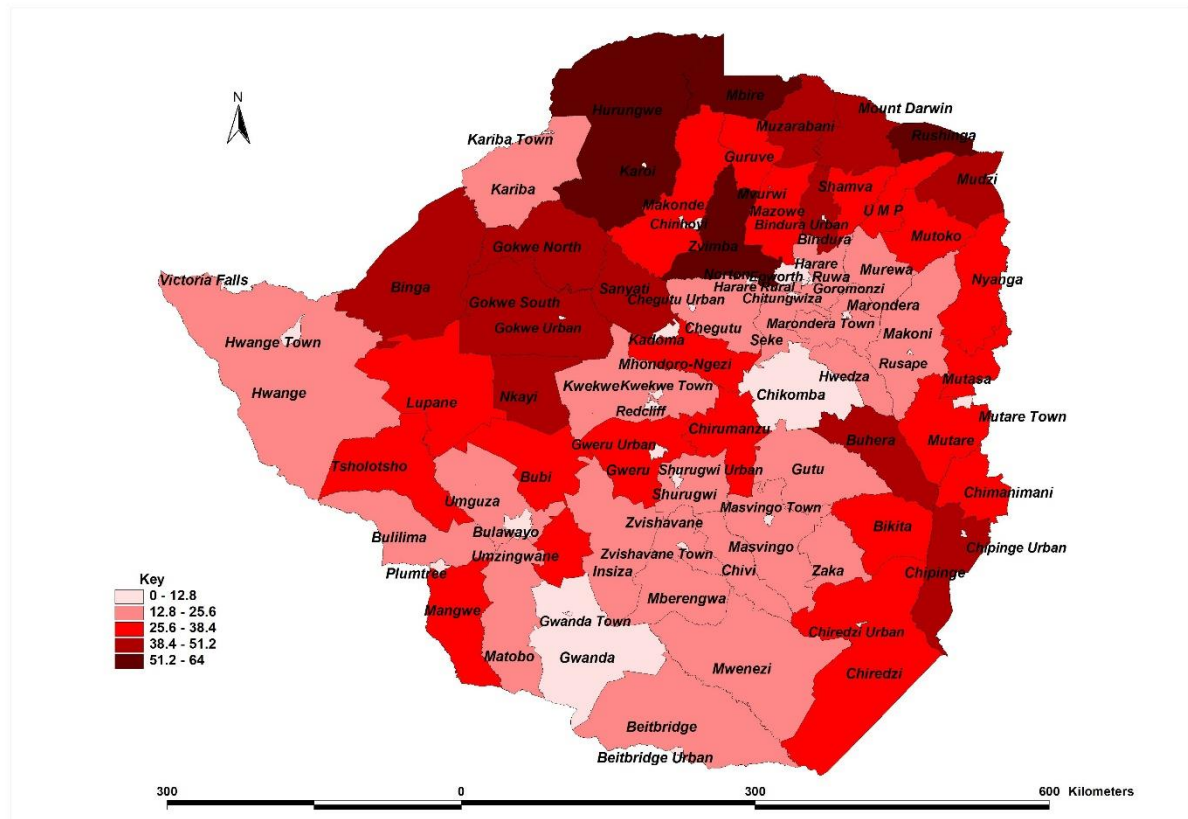 N
Mbire
Hurungwe
Mount Darwin
Muzarabani
Rushinga
Kariba Town
Guruve
Karoi
Mudzi
Kariba
Mvurwi
Shamva
Makonde
Mazowe
U M P
Chinhoyi
Bindura Urban
Mutoko
Bindura
Gokwe North
Zvimba
Harare
Murewa
Norton
Epworth
Ruwa
Nyanga
Victoria Falls
Binga
Sanyati
Harare Rural
Goromonzi
Gokwe South
Chegutu Urban
Chitungwiza
Marondera
Gokwe Urban
Chegutu
Marondera Town
Makoni
Hwange Town
Kadoma
Seke
Mhondoro-Ngezi
Rusape
Hwedza
Mutasa
Hwange
Nkayi
Kwekwe
Kwekwe Town
Chikomba
Lupane
Redcliff
Mutare Town
Chirumanzu
Buhera
Mutare
Gweru Urban
Tsholotsho
Gweru
Shurugwi Urban
Gutu
Bubi
Shurugwi
Chimanimani
Umguza
Masvingo Town
Zvishavane
Bikita
Bulawayo
Bulilima
Masvingo
Chipinge Urban
Umzingwane
Zvishavane Town
Insiza
Chivi
Zaka
Chipinge
Plumtree
Key
0 - 12.8
12.8 - 25.6
25.6 - 38.4
38.4 - 51.2
51.2 - 64
Mberengwa
Mangwe
Gwanda Town
Chiredzi Urban
Matobo
Gwanda
Mwenezi
Chiredzi
Beitbridge
Beitbridge Urban
300 0 300 600 Kilometers